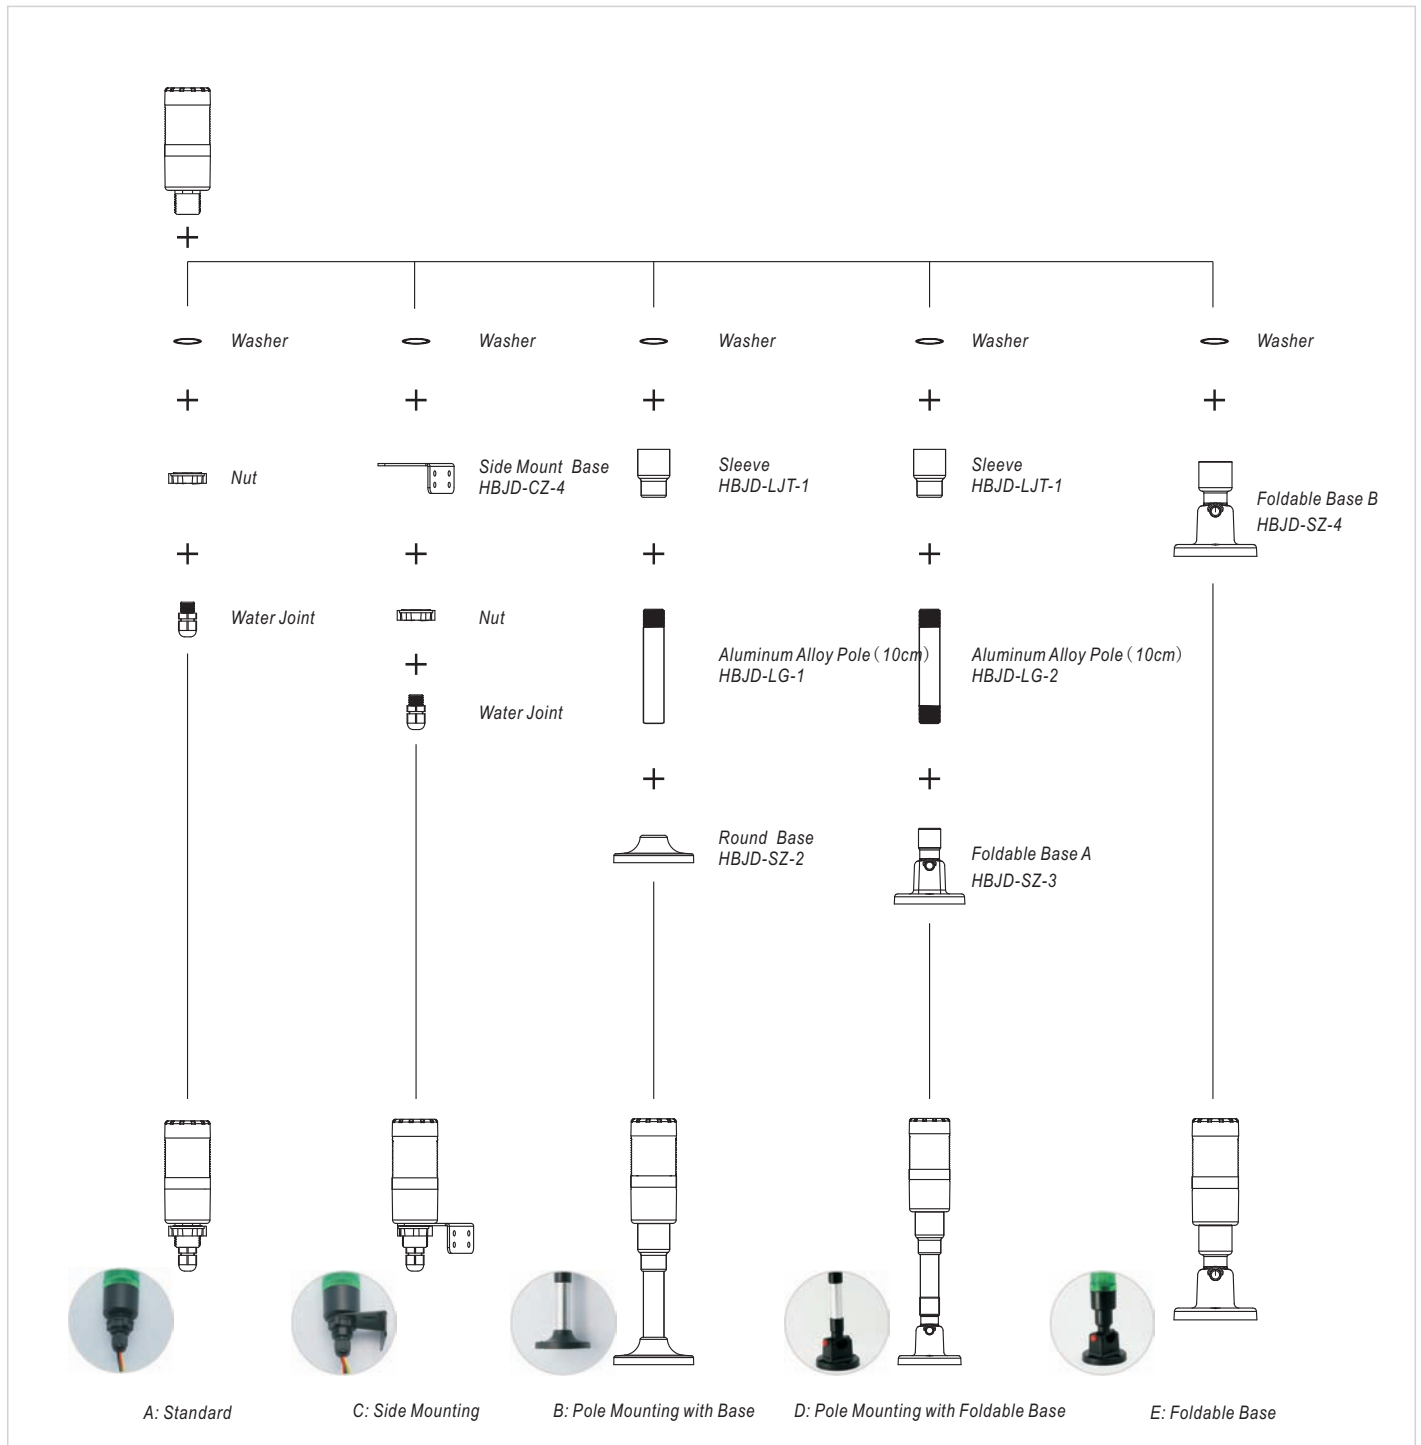 Washer
Washer
Washer
Washer
Washer
Nut
Side Mount Base
HBJD-CZ-4
Sleeve
HBJD-LJT-1
Sleeve
HBJD-LJT-1
Foldable Base B
HBJD-SZ-4
Water Joint
Nut
Aluminum Alloy Pole（10cm）
HBJD-LG-1
Aluminum Alloy Pole（10cm）
HBJD-LG-2
Water Joint
Round Base
HBJD-SZ-2
Foldable Base A
HBJD-SZ-3
A: Standard
C: Side Mounting
B: Pole Mounting with Base
D: Pole Mounting with Foldable Base
E: Foldable Base